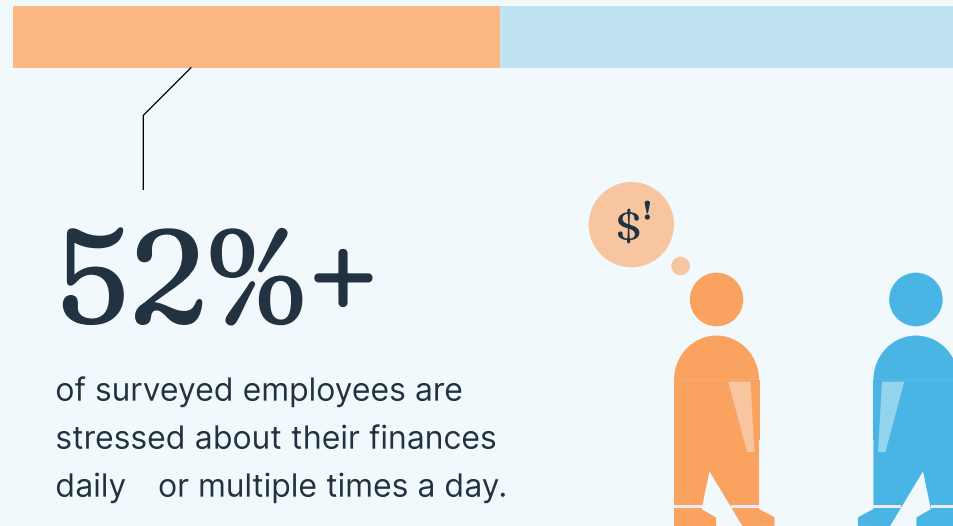 $!
52%+
of surveyed employees are
stressed about their finances
daily or multiple times a day.